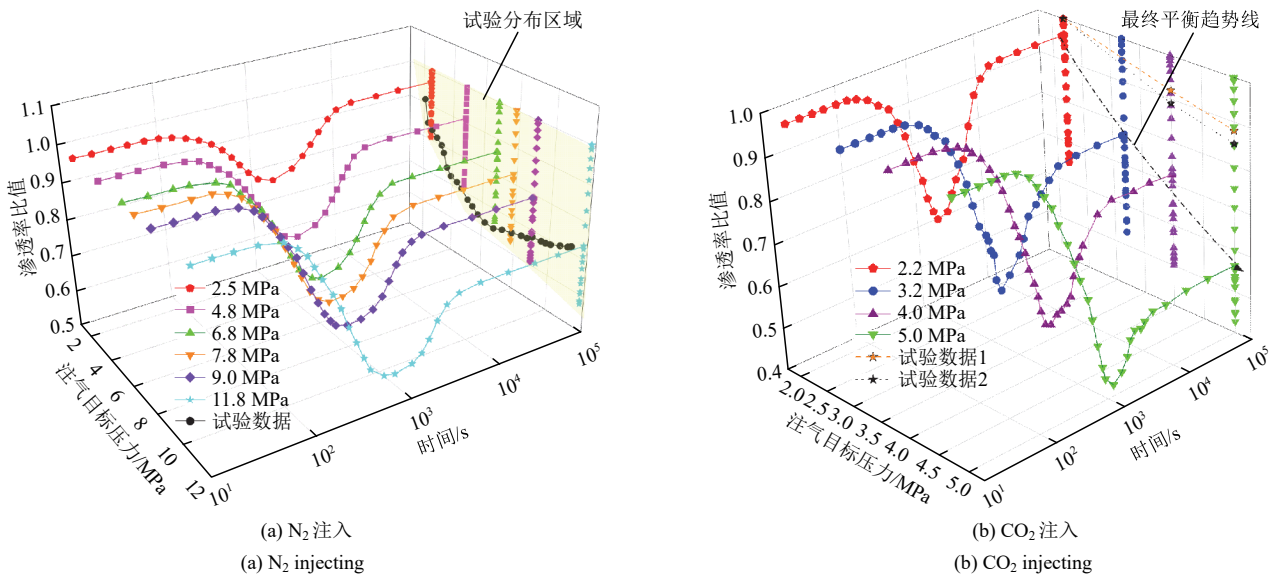 试验分布区域
1.1
1.0
0.9
0.8
0.7
0.6
0.5
渗透率比值
2
4
6
8
10
12
注气目标压力/MPa
10¹
10²
10³
10⁴
10⁵
时间/s
2.5 MPa
4.8 MPa
6.8 MPa
7.8 MPa
9.0 MPa
11.8 MPa
试验数据
(a) N₂ 注入
(a) N₂ injecting
最终平衡趋势线
1.0
0.9
0.8
0.7
0.6
0.5
0.4
渗透率比值
2.0
2.5
3.0
3.5
4.0
4.5
5.0
注气目标压力/MPa
10¹
10²
10³
10⁴
10⁵
时间/s
2.2 MPa
3.2 MPa
4.0 MPa
5.0 MPa
试验数据1
试验数据2
(b) CO₂ 注入
(b) CO₂ injecting